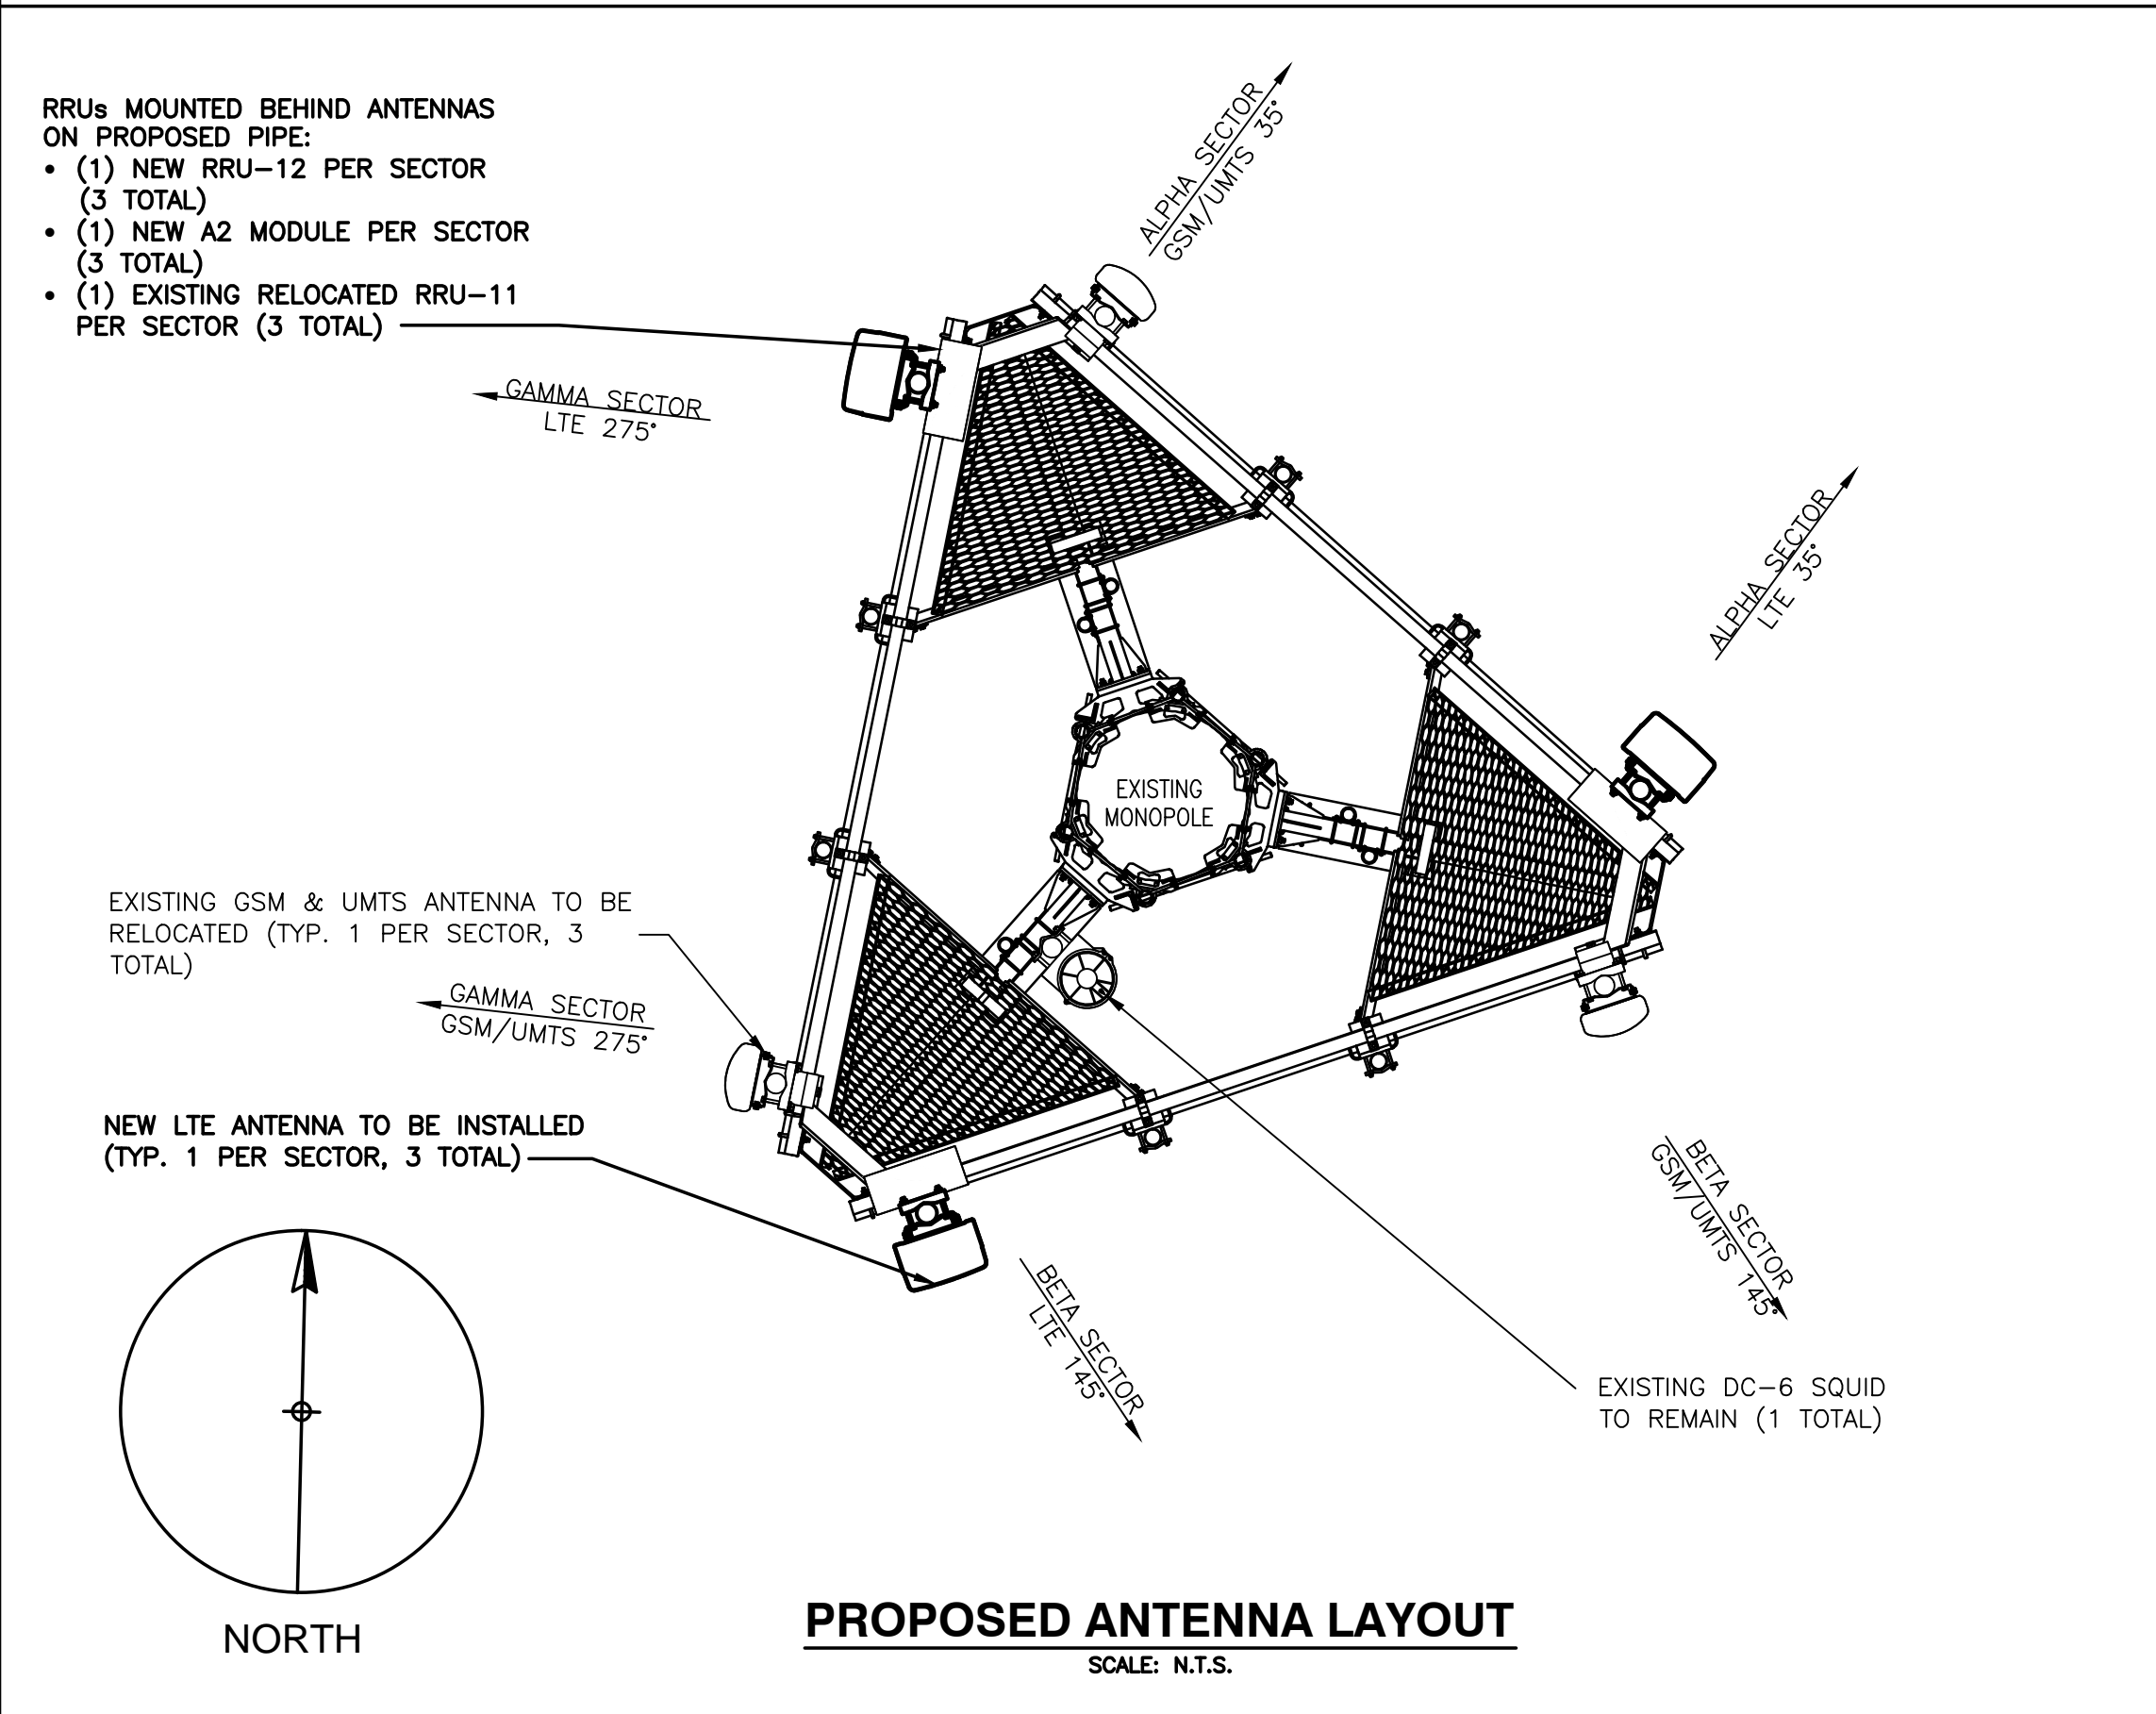 RRUs MOUNTED BEHIND ANTENNAS
ON PROPOSED PIPE:
• (1) NEW RRU-12 PER SECTOR
(3 TOTAL)
• (1) NEW A2 MODULE PER SECTOR
(3 TOTAL)
• (1) EXISTING RELOCATED RRU-11
PER SECTOR (3 TOTAL)
ALPHA SECTOR
GSM/UMTS 35°
GAMMA SECTOR
LTE 275°
ALPHA SECTOR
LTE 35°
EXISTING
MONOPOLE
EXISTING GSM & UMTS ANTENNA TO BE
RELOCATED (TYP. 1 PER SECTOR, 3
TOTAL)
GAMMA SECTOR
GSM/UMTS 275°
NEW LTE ANTENNA TO BE INSTALLED
(TYP. 1 PER SECTOR, 3 TOTAL)
BETA SECTOR
GSM/UMTS 145°
BETA SECTOR
LTE 145°
EXISTING DC-6 SQUID
TO REMAIN (1 TOTAL)
NORTH
PROPOSED ANTENNA LAYOUT
SCALE: N.T.S.